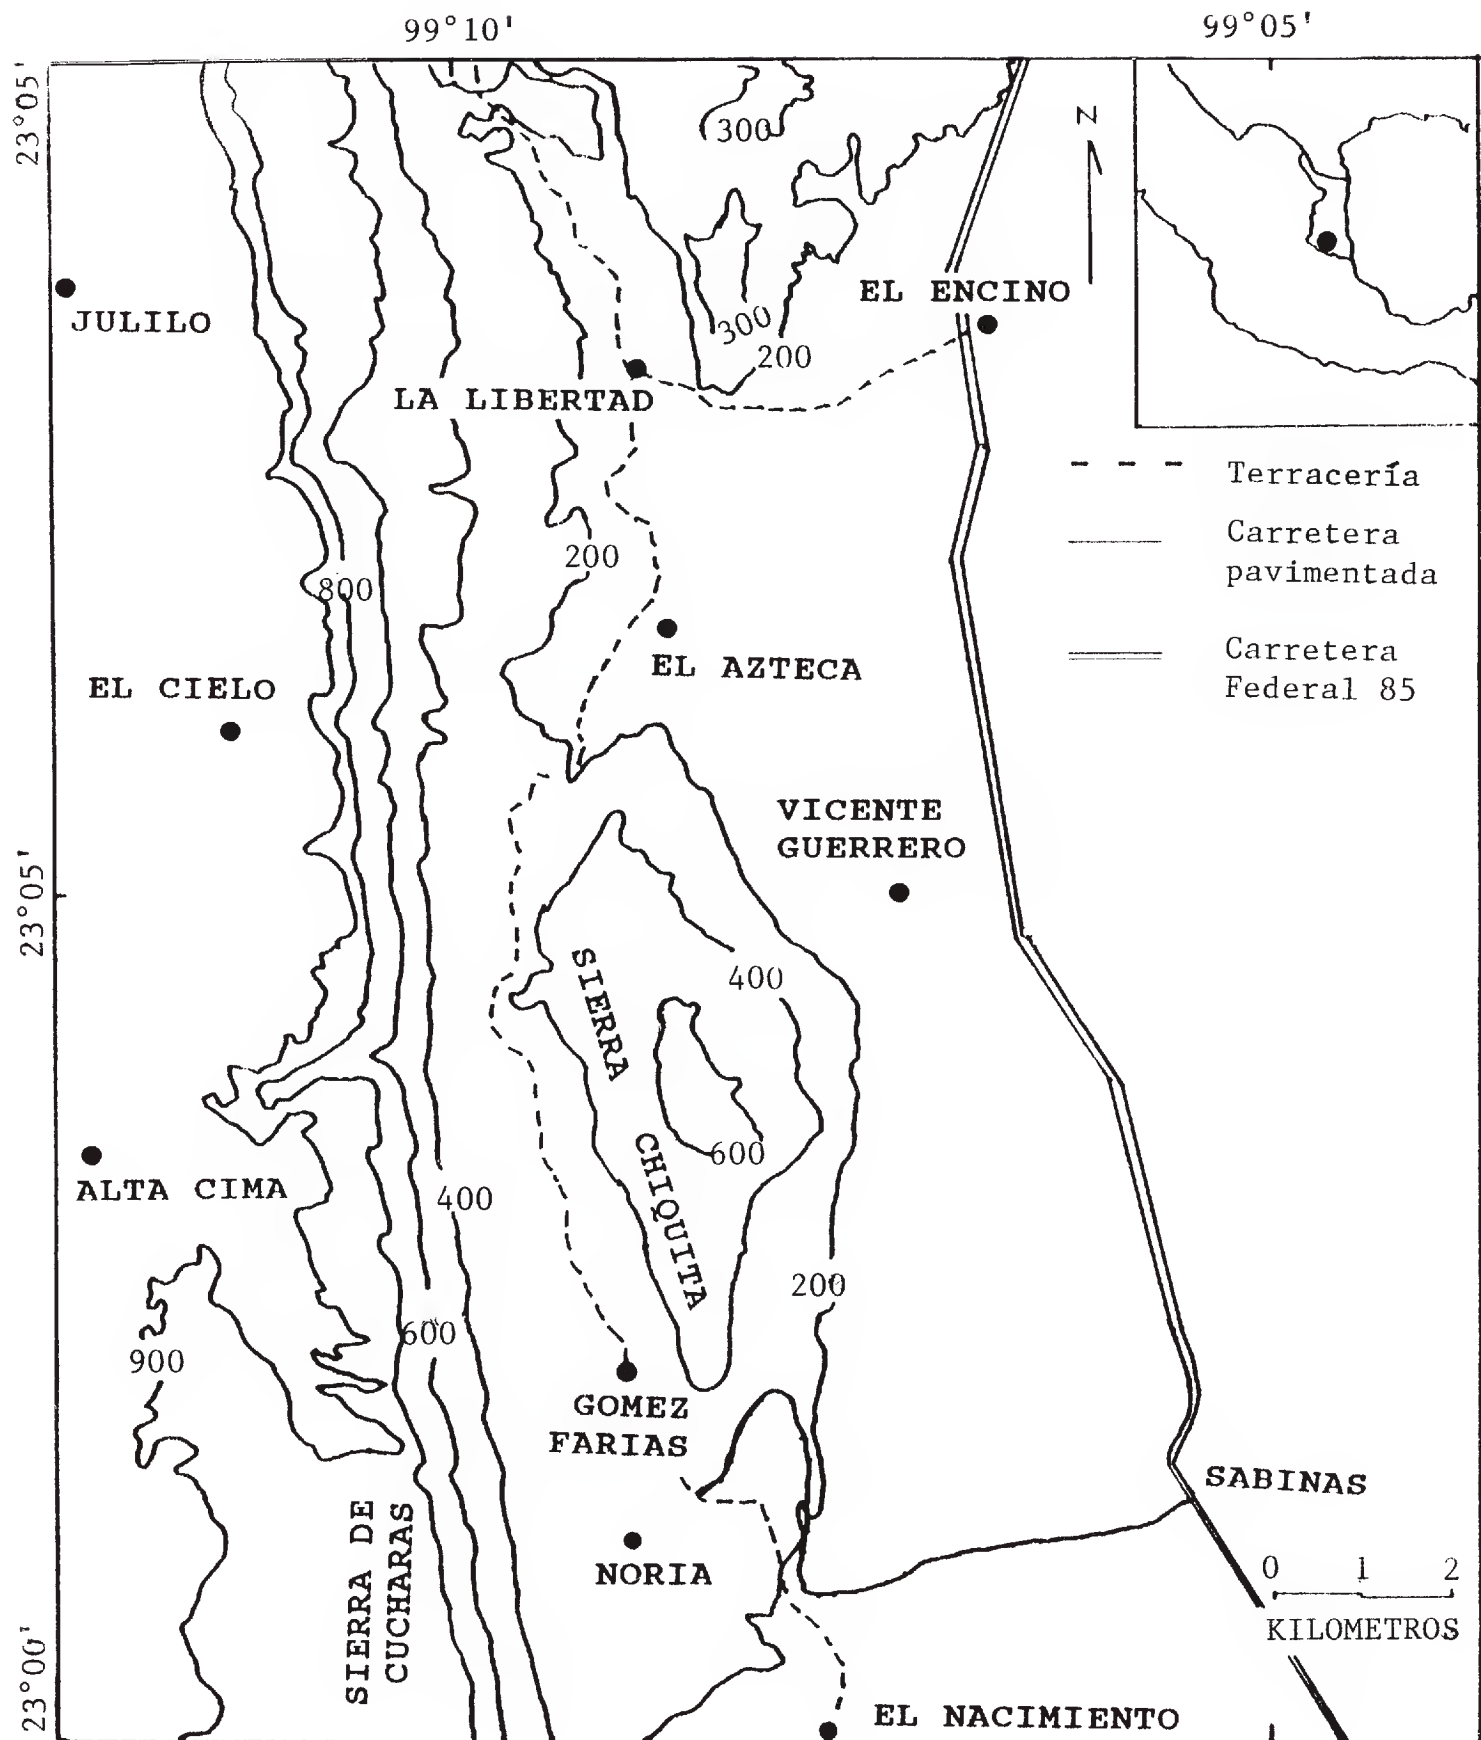 99°10'
99°05'
23°05'
N
300
EL ENCINO
JULILO
300
200
LA LIBERTAD
Terracería
Carretera
pavimentada
200
800
Carretera
Federal 85
EL AZTECA
EL CIELO
VICENTE
GUERRERO
23°05'
SIERRA
CHIQUITA
400
600
ALTA CIMA
400
200
600
900
GOMEZ
FARIAS
SABINAS
SIERRA DE
CUCHARAS
NORIA
0 1 2
KILOMETROS
23°00'
EL NACIMIENTO